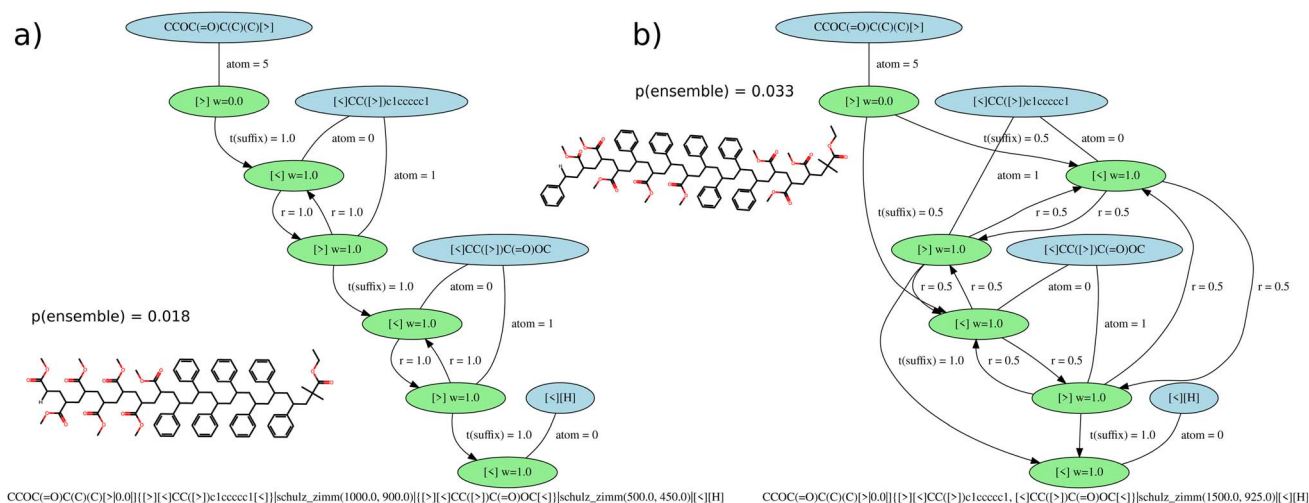 a)
CCOC(=O)C(C)(C)[>]
atom = 5
[>] w=0.0
[<]CC([>])c1ccccc1
t(suffix) = 1.0
atom = 0
[<] w=1.0
atom = 1
r = 1.0
r = 1.0
[>] w=1.0
[<]CC([>])C(=O)OC
t(suffix) = 1.0
atom = 0
p(ensemble) = 0.018
[<] w=1.0
atom = 1
r = 1.0
r = 1.0
[>] w=1.0
[<][H]
t(suffix) = 1.0
atom = 0
[<] w=1.0
CCOC(=O)C(C)(C)[>|0.0|]{[>][<]CC([>])c1ccccc1[<]}|schulz_zimm(1000.0, 900.0)|{[>][<]CC([>])C(=O)OC[<]}|schulz_zimm(500.0, 450.0)|[<][H]
b)
CCOC(=O)C(C)(C)[>]
atom = 5
p(ensemble) = 0.033
[>] w=0.0
[<]CC([>])c1ccccc1
t(suffix) = 0.5
atom = 0
atom = 1
[<] w=1.0
t(suffix) = 0.5
r = 0.5
r = 0.5
[>] w=1.0
[<]CC([>])C(=O)OC
r = 0.5
r = 0.5
atom = 0
r = 0.5
r = 0.5
[<] w=1.0
atom = 1
t(suffix) = 1.0
r = 0.5
r = 0.5
[>] w=1.0
[<][H]
t(suffix) = 1.0
atom = 0
[<] w=1.0
CCOC(=O)C(C)(C)[>|0.0|]{[>][<]CC([>])c1ccccc1, [<]CC([>])C(=O)OC[<]}|schulz_zimm(1500.0, 925.0)|[<][H]